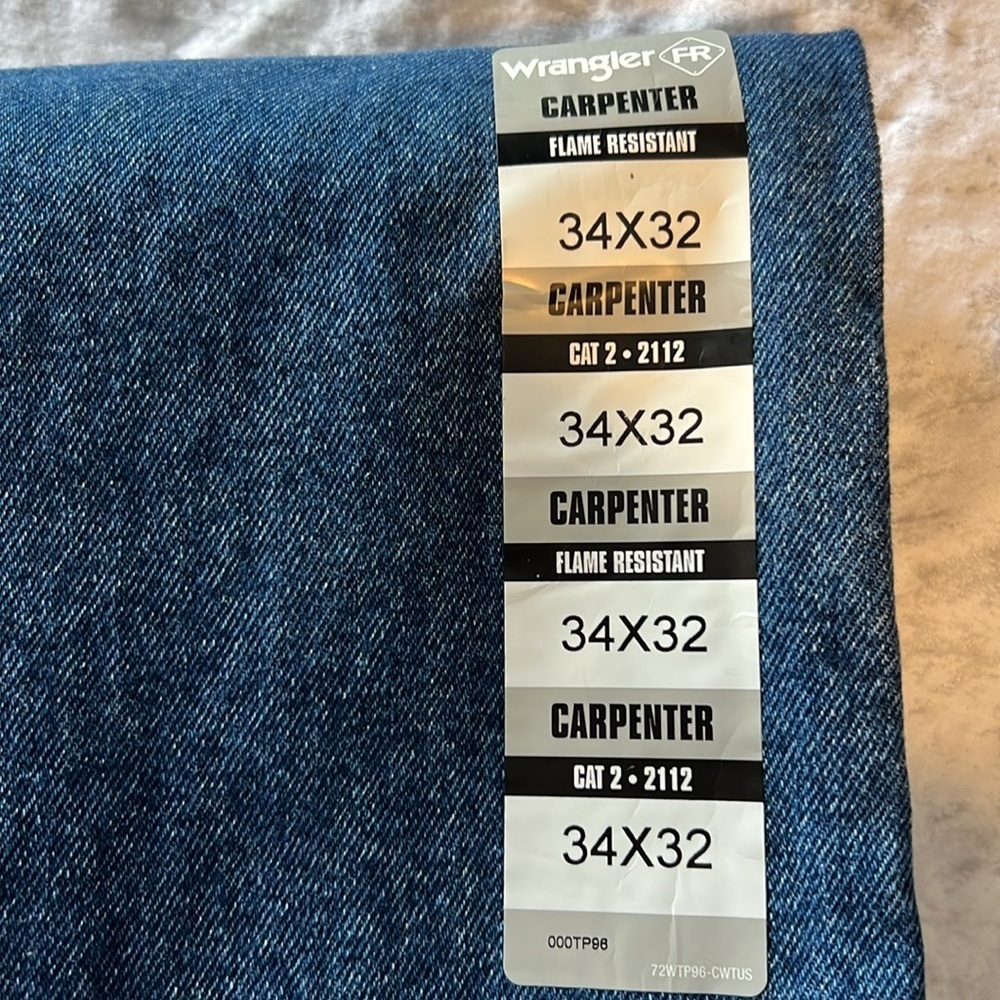 Wrangler FR
CARPENTER
FLAME RESISTANT
34X32
CARPENTER
CAT 2 • 2112
34X32
CARPENTER
FLAME RESISTANT
34X32
CARPENTER
CAT 2 • 2112
34X32
000TP96
72WTP96-CWTUS